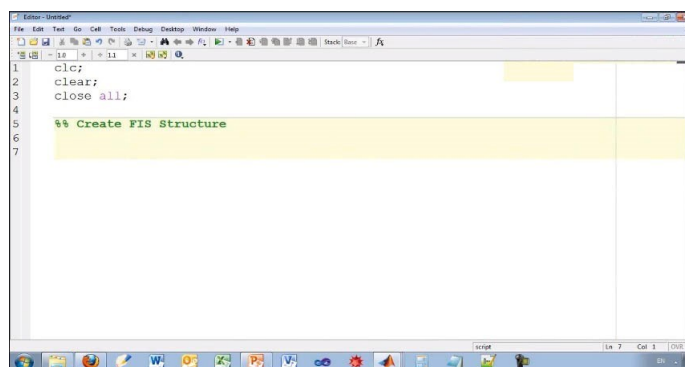 Editor - Untitled*
File Edit Text Go Cell Tools Debug Desktop Window Help
Stack: Base fx
- 1.0 + ÷ 1.1 ×
1 clc;
2 clear;
3 close all;
4
5 %% Create FIS Structure
6
7
script Ln 7 Col 1 OVR
EN